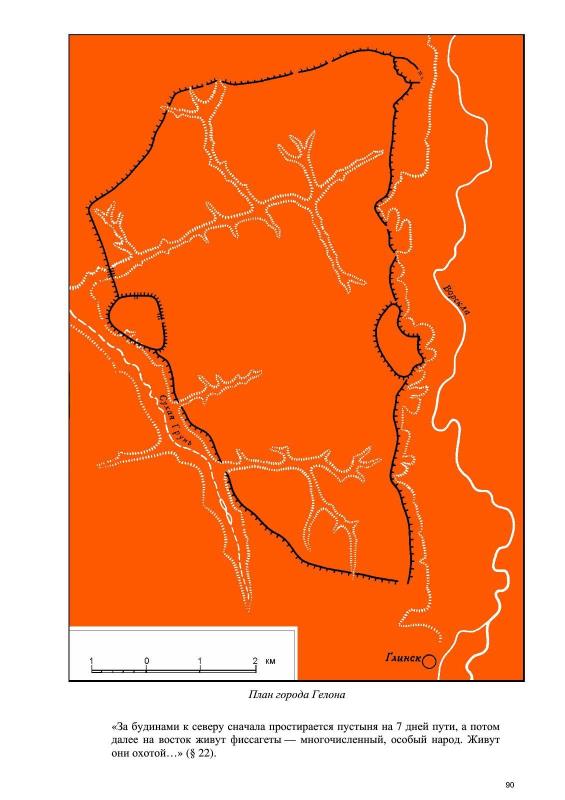 Ворскла
Сухая Грунь
1 0 1 2 км
Глинск
План города Гелона
«За будинами к северу сначала простирается пустыня на 7 дней пути, а потом
далее на восток живут фиссагеты — многочисленный, особый народ. Живут
они охотой…» (§ 22).
90